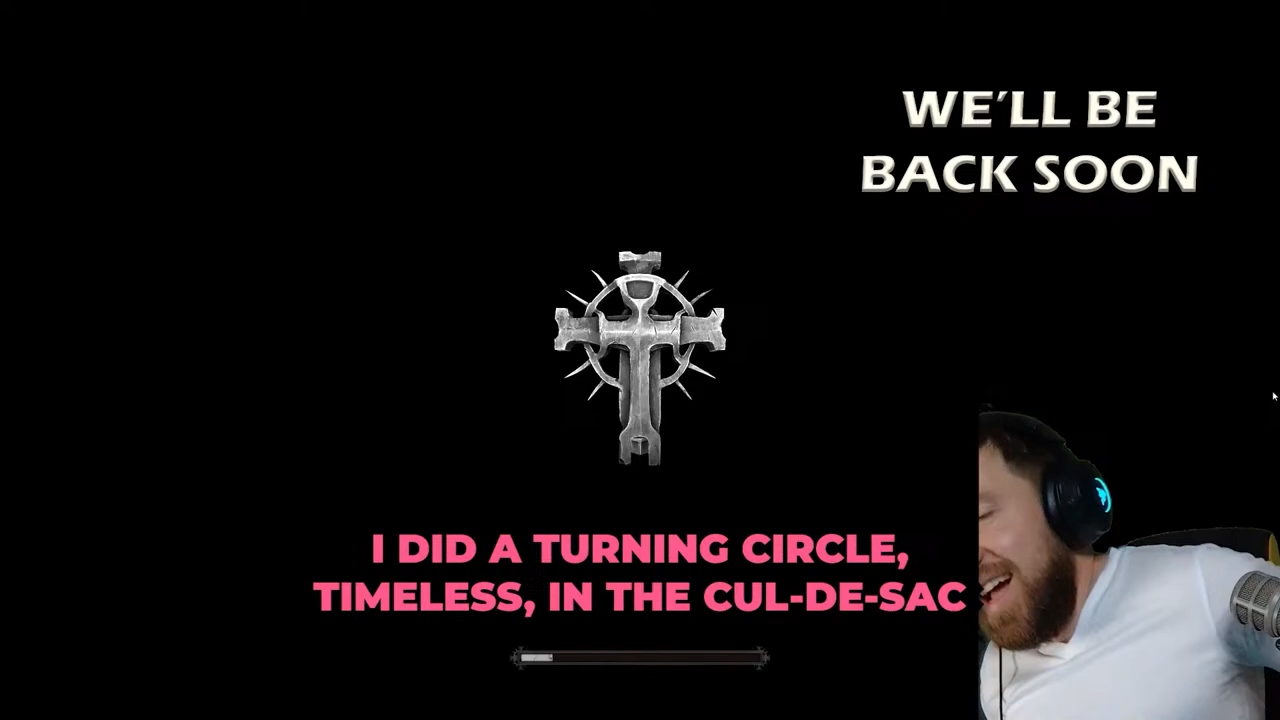 WE'LL BE
BACK SOON
I DID A TURNING CIRCLE,
TIMELESS, IN THE CUL-DE-SAC